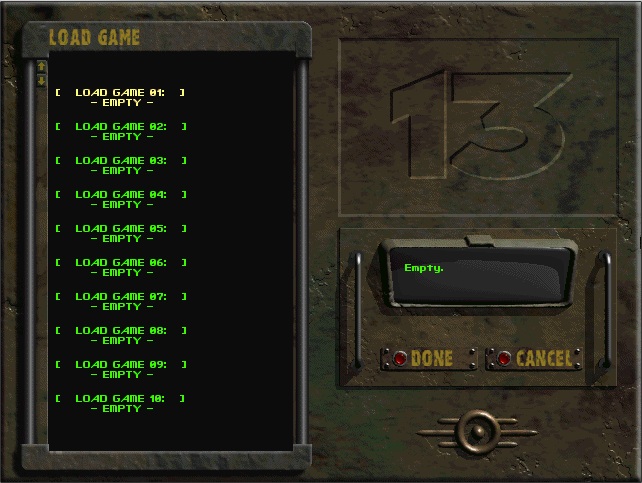 LOAD GAME
13
[ LOAD GAME 01: ]
- EMPTY -
[ LOAD GAME 02: ]
- EMPTY -
[ LOAD GAME 03: ]
- EMPTY -
[ LOAD GAME 04: ]
- EMPTY -
[ LOAD GAME 05: ]
- EMPTY -
[ LOAD GAME 06: ]
- EMPTY -
[ LOAD GAME 07: ]
- EMPTY -
[ LOAD GAME 08: ]
- EMPTY -
[ LOAD GAME 09: ]
- EMPTY -
[ LOAD GAME 10: ]
- EMPTY -
Empty.
DONE
CANCEL